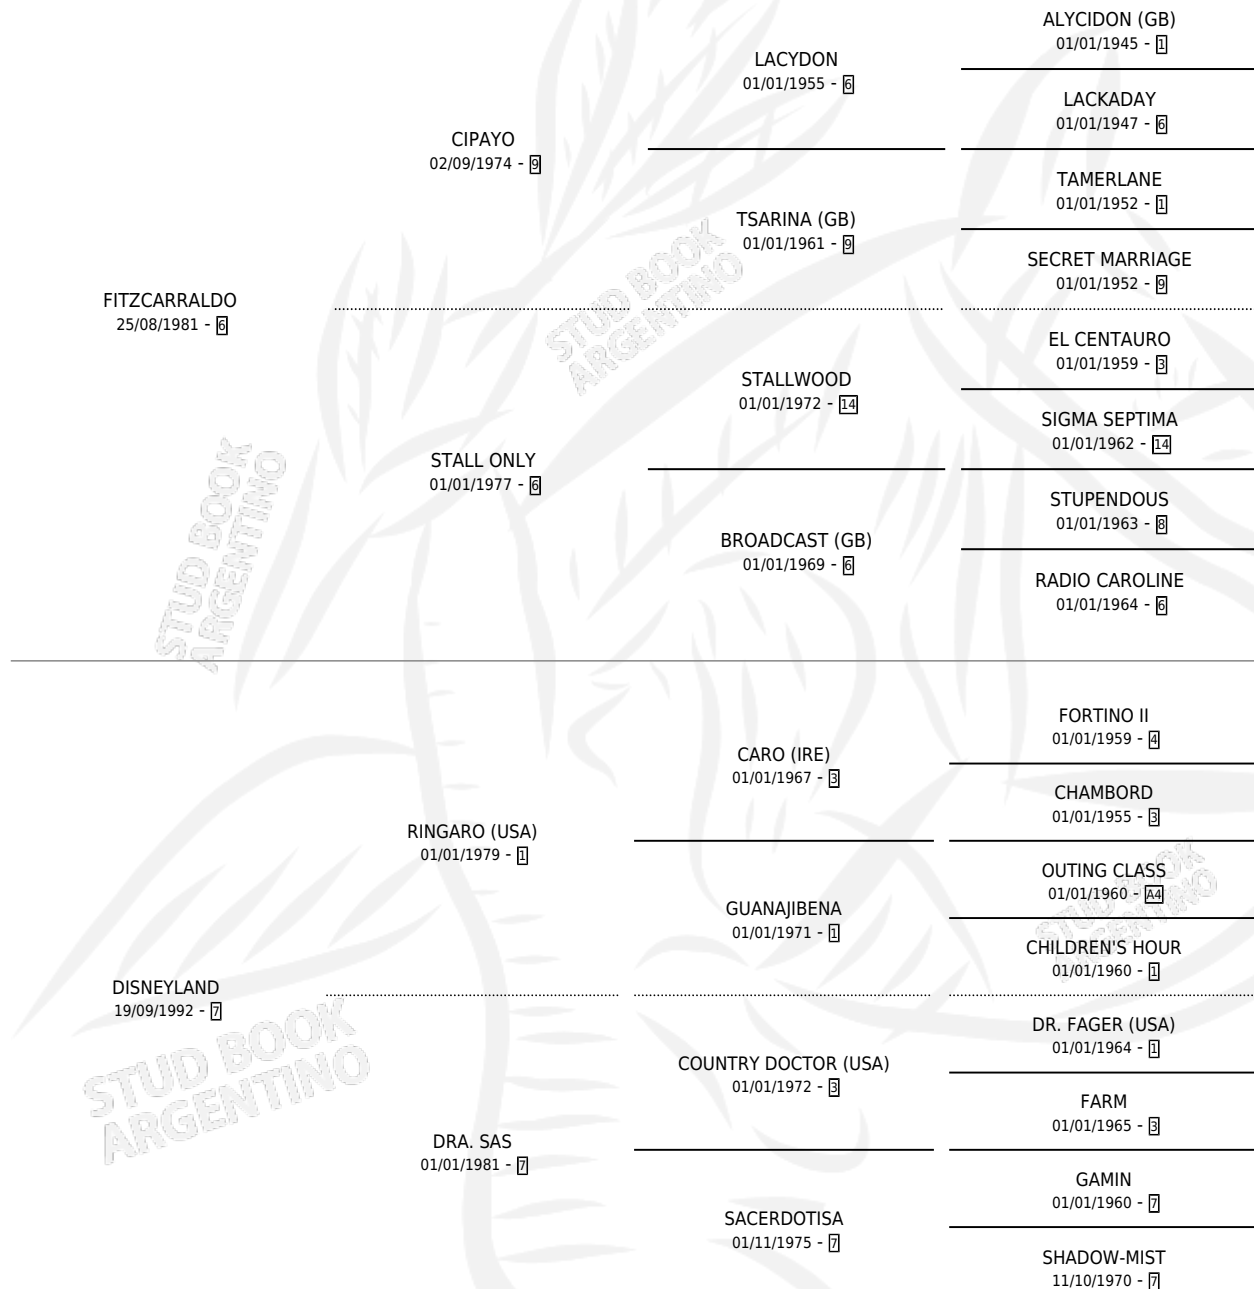 ALYCIDON (GB)
01/01/1945 - 1
LACYDON
01/01/1955 - 6
LACKADAY
01/01/1947 - 6
CIPAYO
02/09/1974 - 9
TAMERLANE
01/01/1952 - 1
TSARINA (GB)
01/01/1961 - 9
SECRET MARRIAGE
01/01/1952 - 9
FITZCARRALDO
25/08/1981 - 6
STUD BOOK
ARGENTINO
EL CENTAURO
01/01/1959 - 3
STALLWOOD
01/01/1972 - 14
SIGMA SEPTIMA
01/01/1962 - 14
STALL ONLY
01/01/1977 - 6
STUPENDOUS
01/01/1963 - 8
BROADCAST (GB)
01/01/1969 - 6
RADIO CAROLINE
01/01/1964 - 6
STUD BOOK
ARGENTINO
FORTINO II
01/01/1959 - 4
CARO (IRE)
01/01/1967 - 3
CHAMBORD
01/01/1955 - 3
RINGARO (USA)
01/01/1979 - 1
OUTING CLASS
01/01/1960 - A4
GUANAJIBENA
01/01/1971 - 1
STUD BOOK
ARGENTINO
CHILDREN'S HOUR
01/01/1960 - 1
DISNEYLAND
19/09/1992 - 7
STUD BOOK
ARGENTINO
DR. FAGER (USA)
01/01/1964 - 1
COUNTRY DOCTOR (USA)
01/01/1972 - 3
FARM
01/01/1965 - 3
DRA. SAS
01/01/1981 - 7
GAMIN
01/01/1960 - 7
SACERDOTISA
01/11/1975 - 7
SHADOW-MIST
11/10/1970 - 7